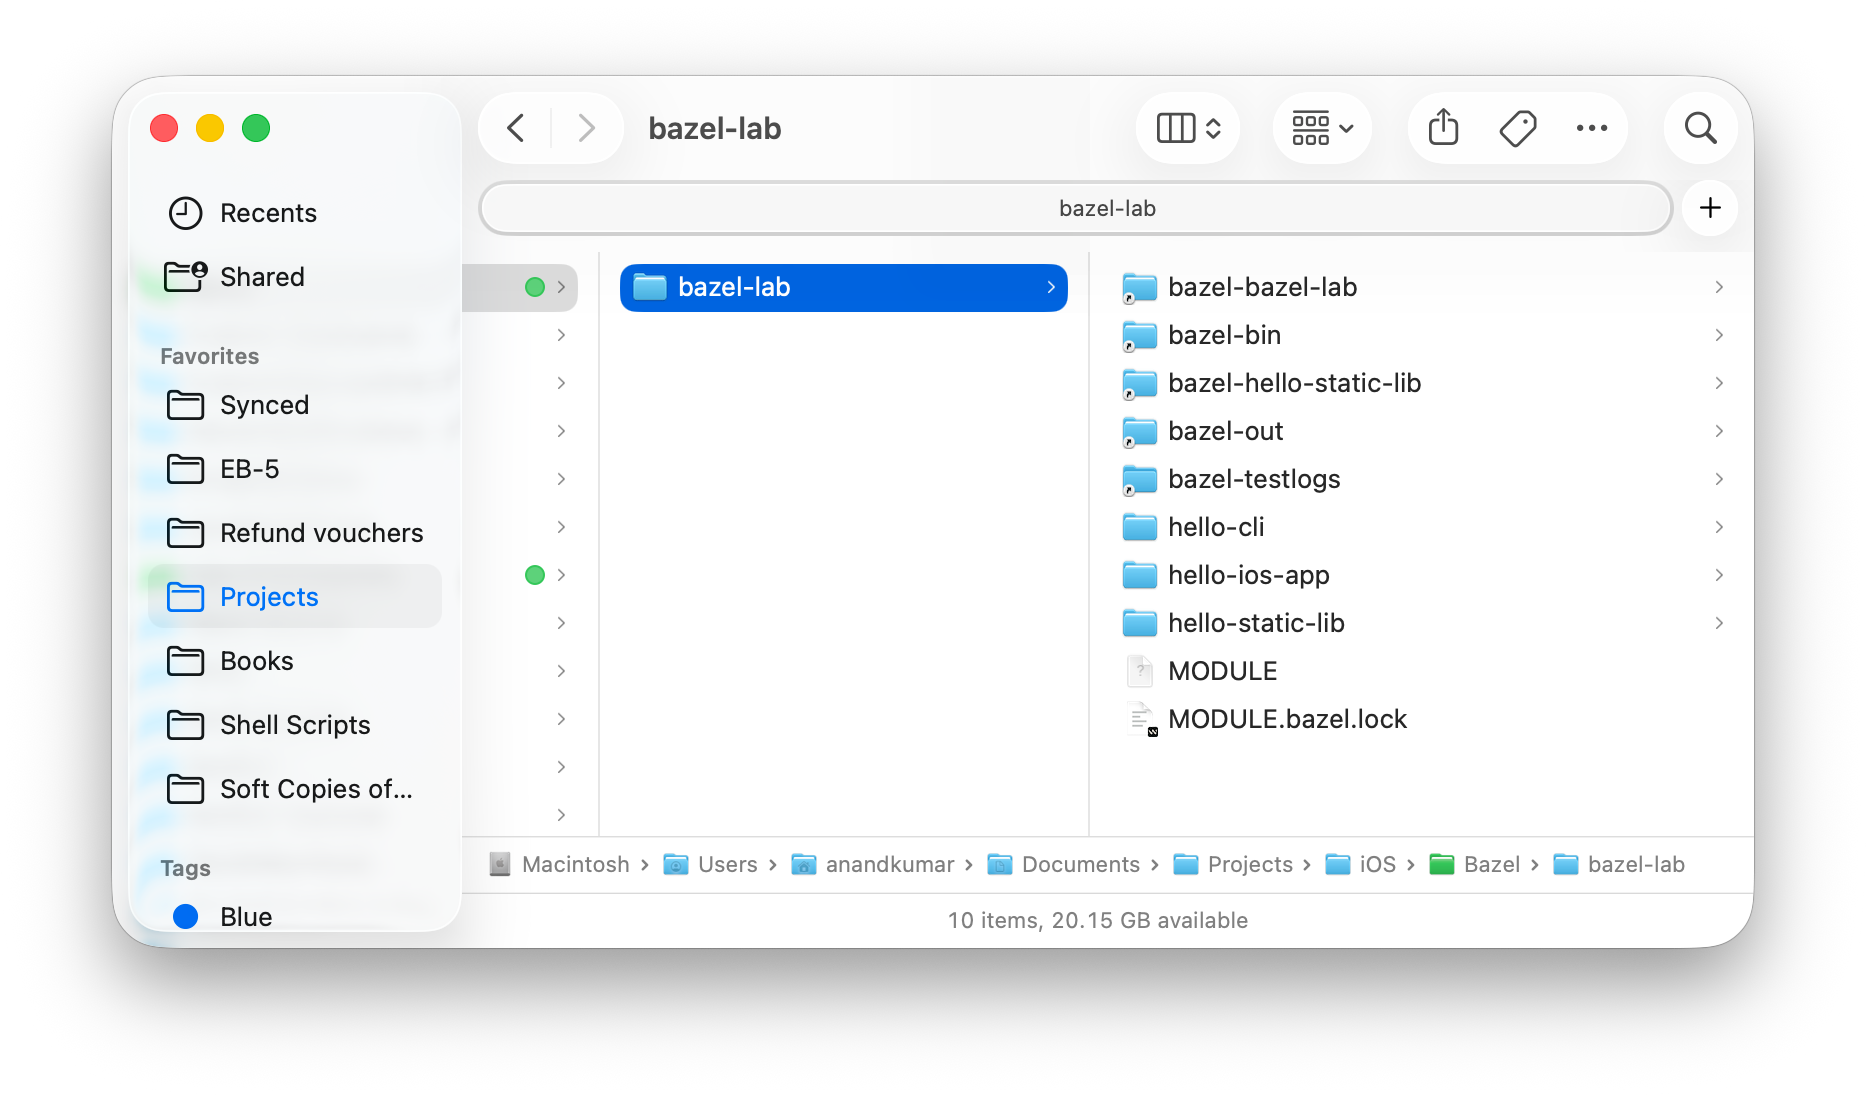 bazel-lab
bazel-lab
Recents
Shared
Favorites
Synced
EB-5
Refund vouchers
Projects
Books
Shell Scripts
Soft Copies of...
Tags
Blue
bazel-lab
bazel-bazel-lab
bazel-bin
bazel-hello-static-lib
bazel-out
bazel-testlogs
hello-cli
hello-ios-app
hello-static-lib
MODULE
MODULE.bazel.lock
Macintosh › Users › anandkumar › Documents › Projects › iOS › Bazel › bazel-lab
10 items, 20.15 GB available